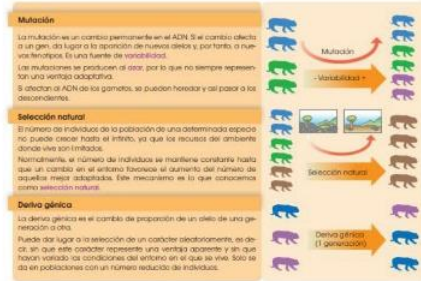 Mutación
La mutación es un cambio permanente en el ADN. Si el cambio afecta
a un gen, da lugar a la aparición de nuevos alelos y, por tanto, a nue-
vos fenotipos. Es una fuente de variabilidad.
Las mutaciones se producen al azar, por lo que no siempre represen-
tan una ventaja adaptativa.
Si afectan al ADN de los gametos, se pueden heredar y así pasar a los
descendientes.
Mutación
- Variabilidad +
Selección natural
El número de individuos de la población de una determinada especie
no puede crecer hasta el infinito, ya que los recursos del ambiente
donde vive son limitados.
Normalmente, el número de individuos se mantiene constante hasta
que un cambio en el entorno favorece el aumento del número de
aquellos mejor adaptados. Este mecanismo es lo que conocemos
como selección natural.
Selección natural
Deriva génica
La deriva génica es el cambio de proporción de un alelo de una ge-
neración a otra.
Puede dar lugar a la selección de un carácter aleatoriamente, es de-
cir, sin que este carácter represente una ventaja aparente y sin que
hayan variado las condiciones del entorno en el que se vive. Solo se
da en poblaciones con un número reducido de individuos.
Deriva génica
(1 generación)